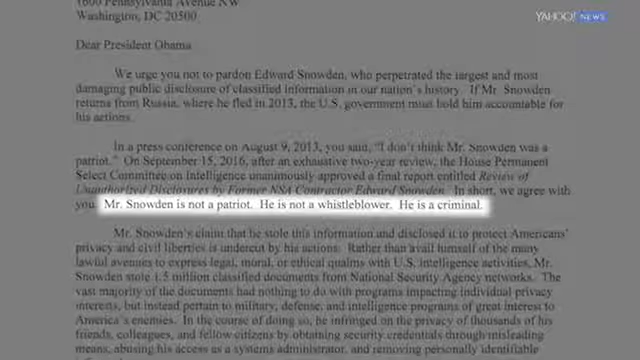 YAHOO! NEWS
1600 Pennsylvania Avenue NW
Washington, DC 20500
Dear President Obama
We urge you not to pardon Edward Snowden, who perpetrated the largest and most
damaging public disclosure of classified information in our nation's history. If Mr. Snowden
returns from Russia, where he fled in 2013, the U.S. government must hold him accountable for
his actions.
In a press conference on August 9, 2013, you said, "I don't think Mr. Snowden was a
patriot." On September 15, 2016, after an exhaustive two-year review, the House Permanent
Select Committee on Intelligence unanimously approved a final report entitled Review of
Unauthorized Disclosures by Former NSA Contractor Edward Snowden. In short, we agree with
you. Mr. Snowden is not a patriot. He is not a whistleblower. He is a criminal.
Mr. Snowden's claim that he stole this information and disclosed it to protect Americans'
privacy and civil liberties is undercut by his actions. Rather than avail himself of the many
lawful avenues to express legal, moral, or ethical qualms with U.S. intelligence activities, Mr.
Snowden stole 1.5 million classified documents from National Security Agency networks. The
vast majority of the documents had nothing to do with programs impacting individual privacy
interests, but instead pertain to military, defense, and intelligence programs of great interest to
America's enemies. In the course of doing so, he infringed on the privacy of thousands of his
friends, colleagues, and fellow citizens by obtaining security credentials through misleading
means, abusing his access as a systems administrator, and removing personally identifiable